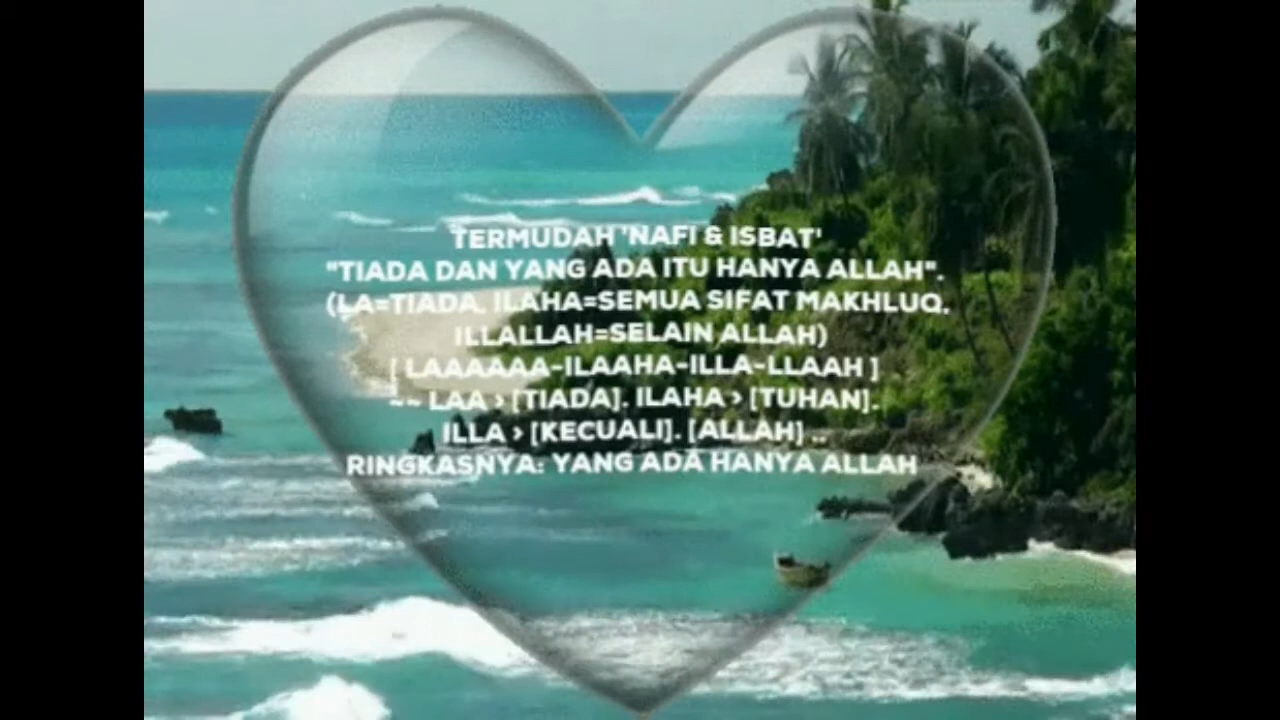 TERMUDAH 'NAFI & ISBAT'
"TIADA DAN YANG ADA ITU HANYA ALLAH".
(LA=TIADA, ILAHA=SEMUA SIFAT MAKHLUQ,
ILLALLAH=SELAIN ALLAH)
[ LAAAAAA-ILAAHA-ILLA-LLAAH ]
~~ LAA > [TIADA]. ILAHA > [TUHAN].
ILLA > [KECUALI]. [ALLAH] ..
RINGKASNYA: YANG ADA HANYA ALLAH